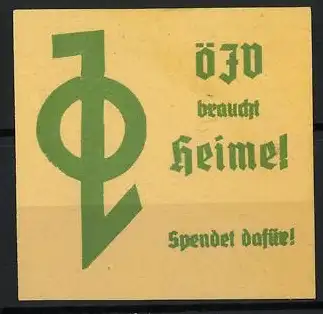 ÖJV
braucht
Heime!
Spendet dafür!